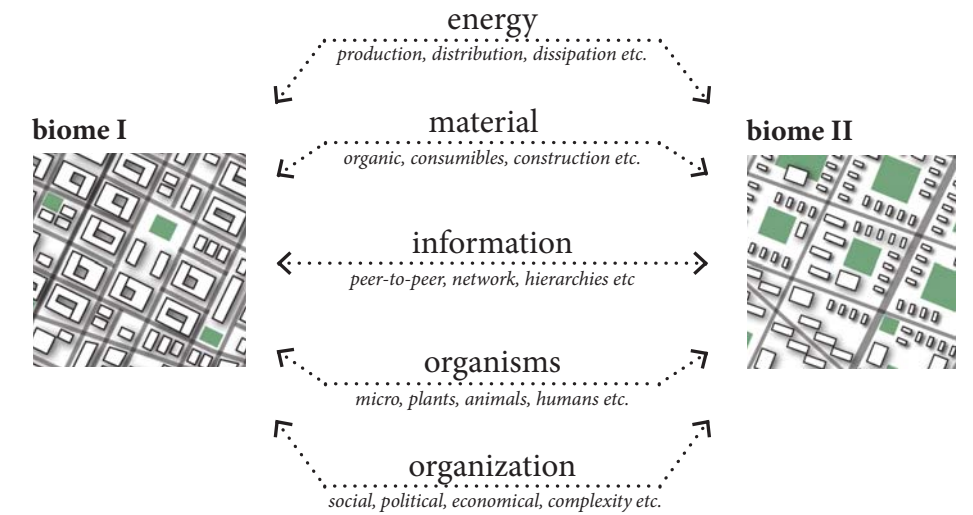 energy
production, distribution, dissipation etc.
biome I
material
biome II
organic, consumibles, construction etc.
information
peer-to-peer, network, hierarchies etc
organisms
micro, plants, animals, humans etc.
organization
social, political, economical, complexity etc.